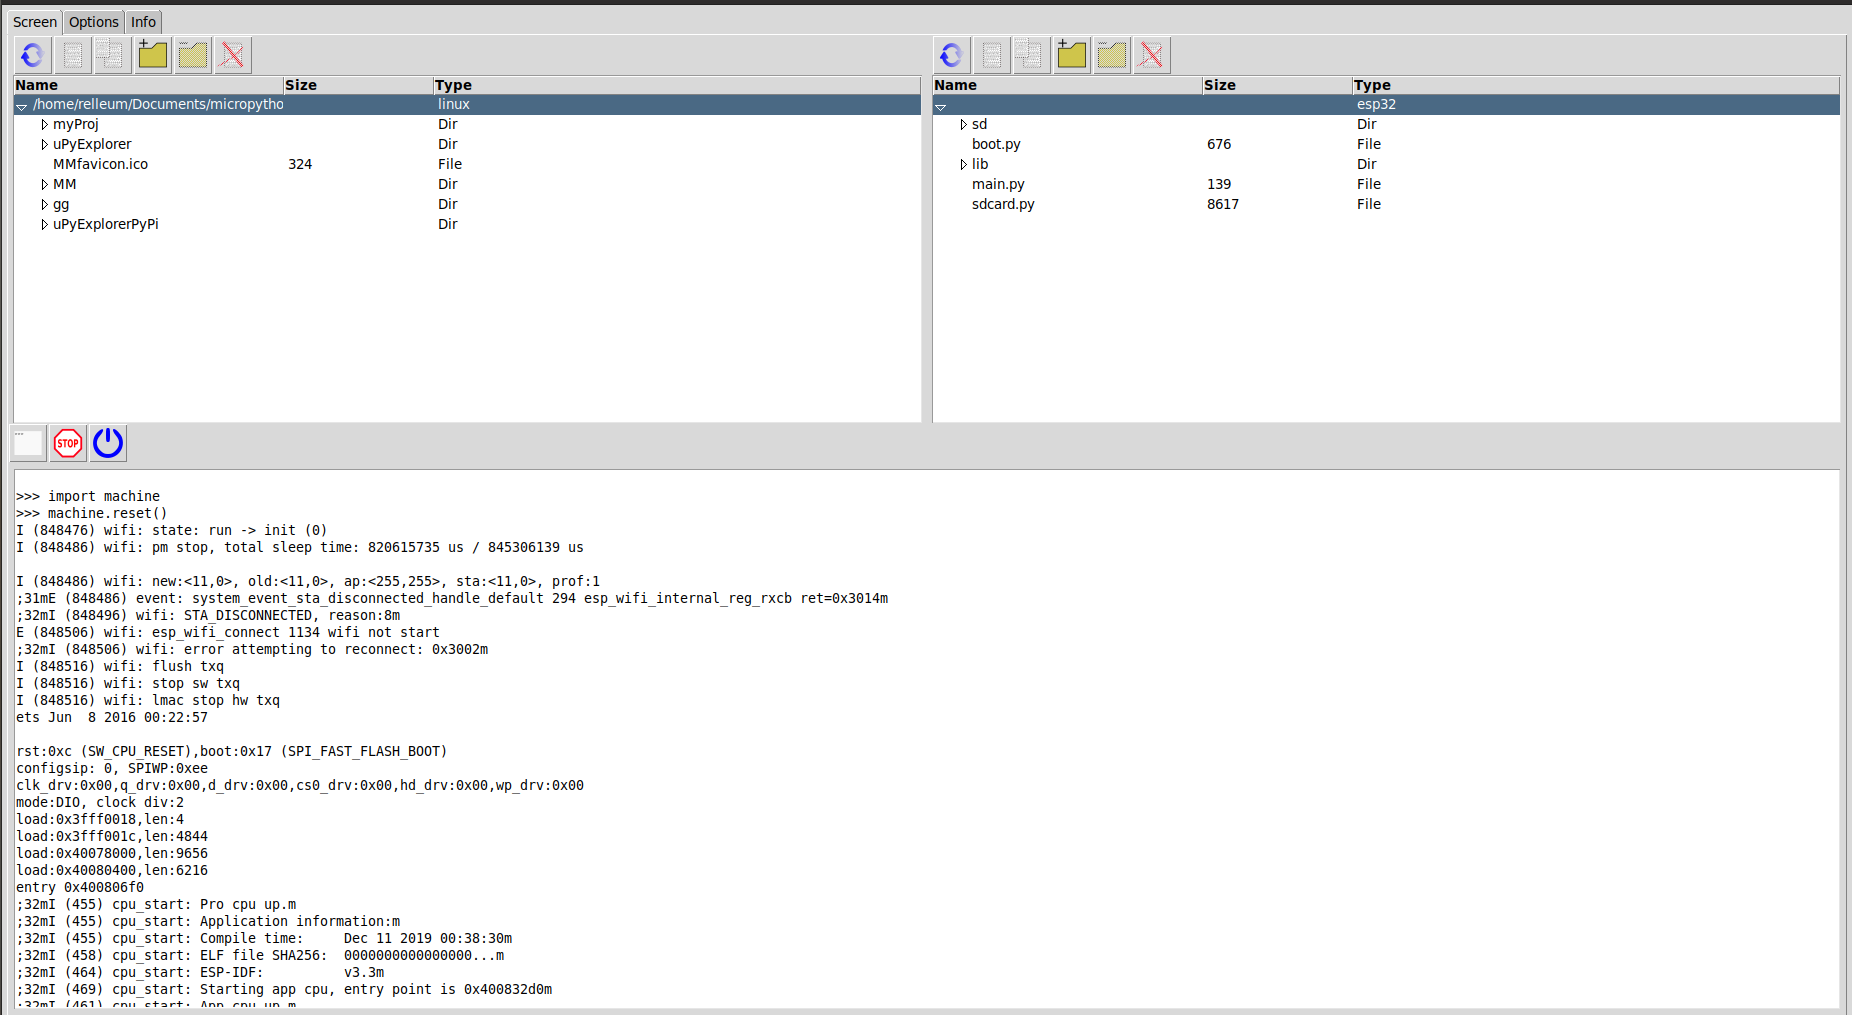 Screen Options Info
Name Size Type
/home/relleum/Documents/micropytho linux
myProj Dir
uPyExplorer Dir
MMfavicon.ico 324 File
MM Dir
gg Dir
uPyExplorerPyPi Dir
Name Size Type
esp32
sd Dir
boot.py 676 File
lib Dir
main.py 139 File
sdcard.py 8617 File
STOP
>>> import machine
>>> machine.reset()
I (848476) wifi: state: run -> init (0)
I (848486) wifi: pm stop, total sleep time: 820615735 us / 845306139 us
I (848486) wifi: new:<11,0>, old:<11,0>, ap:<255,255>, sta:<11,0>, prof:1
;31mE (848486) event: system_event_sta_disconnected_handle_default 294 esp_wifi_internal_reg_rxcb ret=0x3014m
;32mI (848496) wifi: STA_DISCONNECTED, reason:8m
E (848506) wifi: esp_wifi_connect 1134 wifi not start
;32mI (848506) wifi: error attempting to reconnect: 0x3002m
I (848516) wifi: flush txq
I (848516) wifi: stop sw txq
I (848516) wifi: lmac stop hw txq
ets Jun  8 2016 00:22:57
rst:0xc (SW_CPU_RESET),boot:0x17 (SPI_FAST_FLASH_BOOT)
configsip: 0, SPIWP:0xee
clk_drv:0x00,q_drv:0x00,d_drv:0x00,cs0_drv:0x00,hd_drv:0x00,wp_drv:0x00
mode:DIO, clock div:2
load:0x3fff0018,len:4
load:0x3fff001c,len:4844
load:0x40078000,len:9656
load:0x40080400,len:6216
entry 0x400806f0
;32mI (455) cpu_start: Pro cpu up.m
;32mI (455) cpu_start: Application information:m
;32mI (455) cpu_start: Compile time:     Dec 11 2019 00:38:30m
;32mI (458) cpu_start: ELF file SHA256:  0000000000000000...m
;32mI (464) cpu_start: ESP-IDF:          v3.3m
;32mI (469) cpu_start: Starting app cpu, entry point is 0x400832d0m
;32mI (461) cpu_start: App cpu up.m